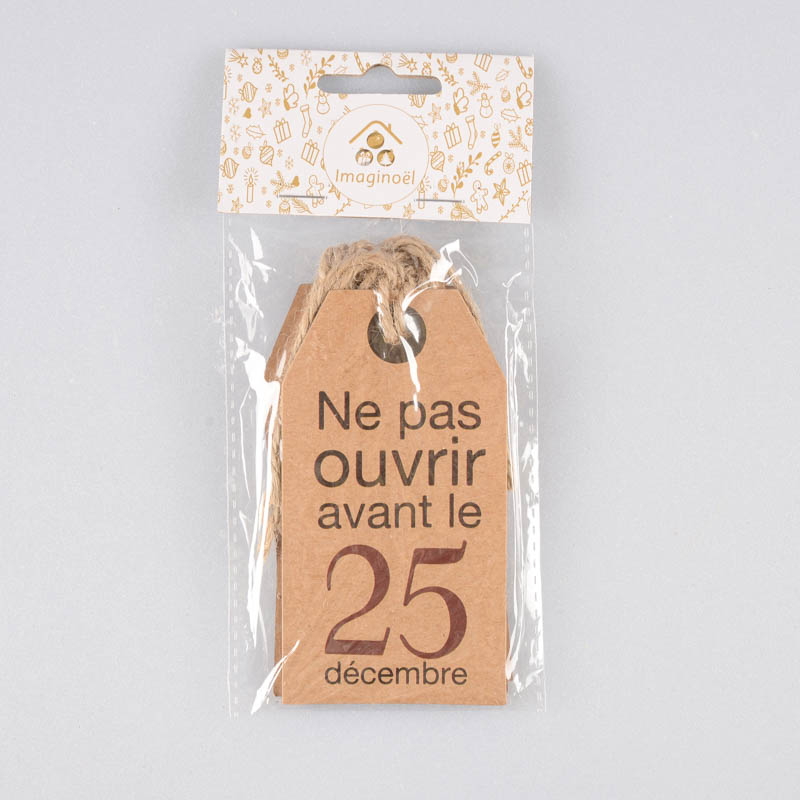 Imaginoël
Ne pas
ouvrir
avant le
25
décembre